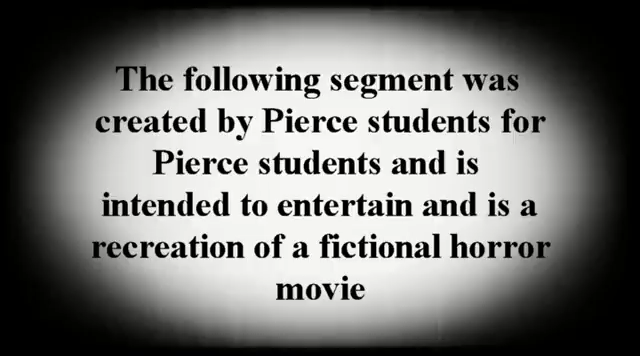 The following segment was
created by Pierce students for
Pierce students and is
intended to entertain and is a
recreation of a fictional horror
movie